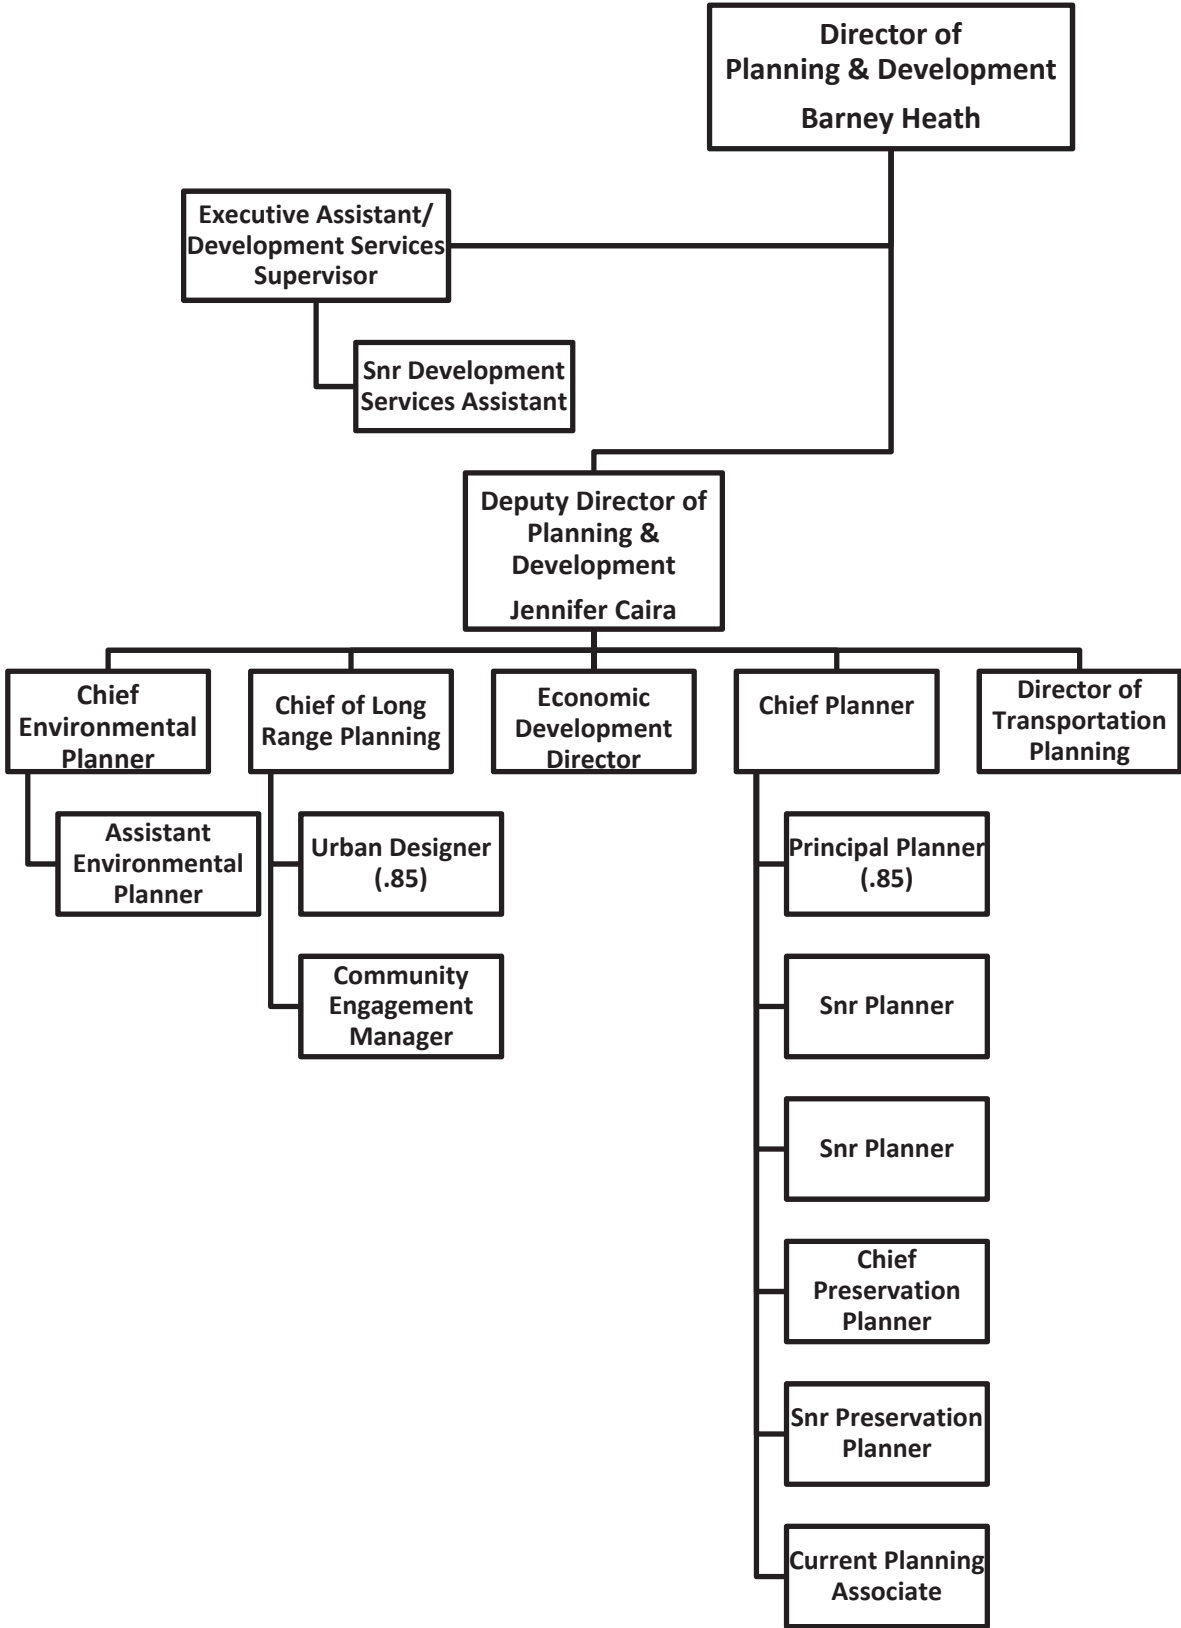 Director of
Planning & Development
Barney Heath
Executive Assistant/
Development Services
Supervisor
Snr Development
Services Assistant
Deputy Director of
Planning &
Development
Jennifer Caira
Chief
Environmental
Planner
Chief of Long
Range Planning
Economic
Development
Director
Chief Planner
Director of
Transportation
Planning
Assistant
Environmental
Planner
Urban Designer
(.85)
Principal Planner
(.85)
Community
Engagement
Manager
Snr Planner
Snr Planner
Chief
Preservation
Planner
Snr Preservation
Planner
Current Planning
Associate